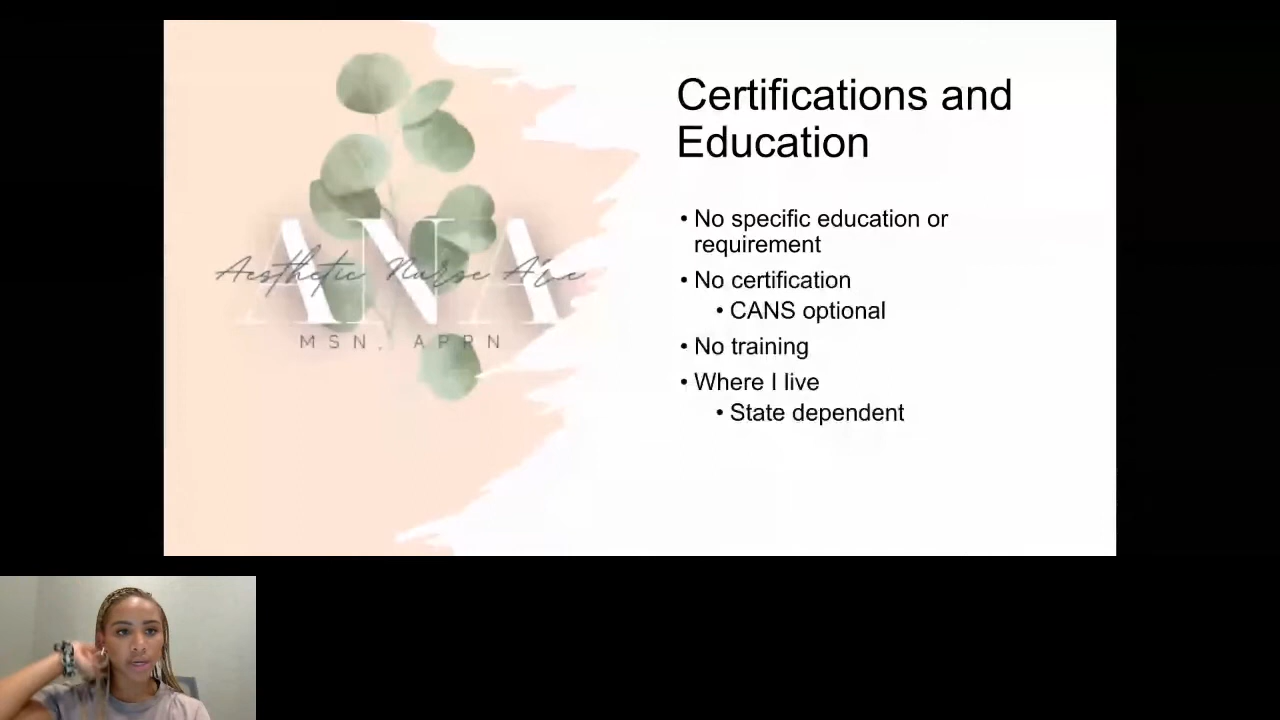 ANA
Aesthetic Nurse A'ne
MSN, APRN
Certifications and
Education
• No specific education or
requirement
• No certification
• CANS optional
• No training
• Where I live
• State dependent